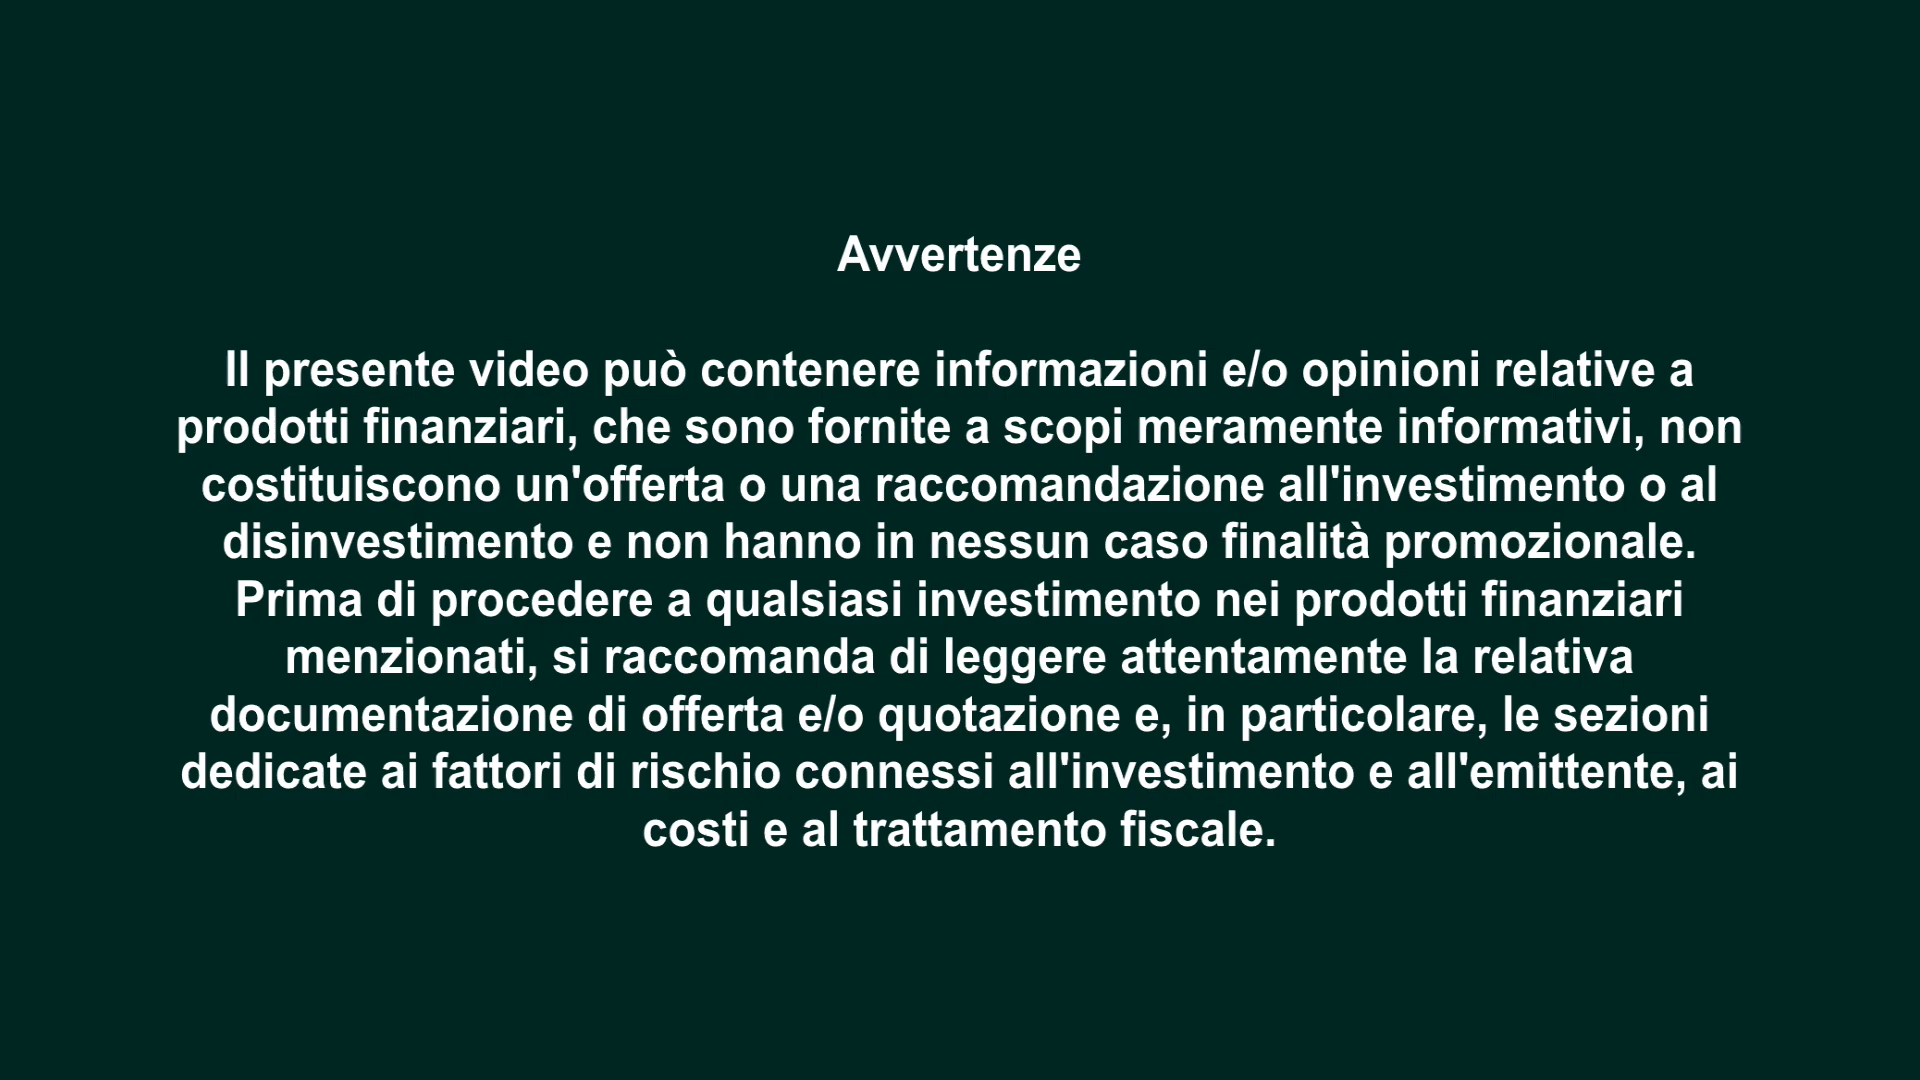 Avvertenze
Il presente video può contenere informazioni e/o opinioni relative a
prodotti finanziari, che sono fornite a scopi meramente informativi, non
costituiscono un'offerta o una raccomandazione all'investimento o al
disinvestimento e non hanno in nessun caso finalità promozionale.
Prima di procedere a qualsiasi investimento nei prodotti finanziari
menzionati, si raccomanda di leggere attentamente la relativa
documentazione di offerta e/o quotazione e, in particolare, le sezioni
dedicate ai fattori di rischio connessi all'investimento e all'emittente, ai
costi e al trattamento fiscale.